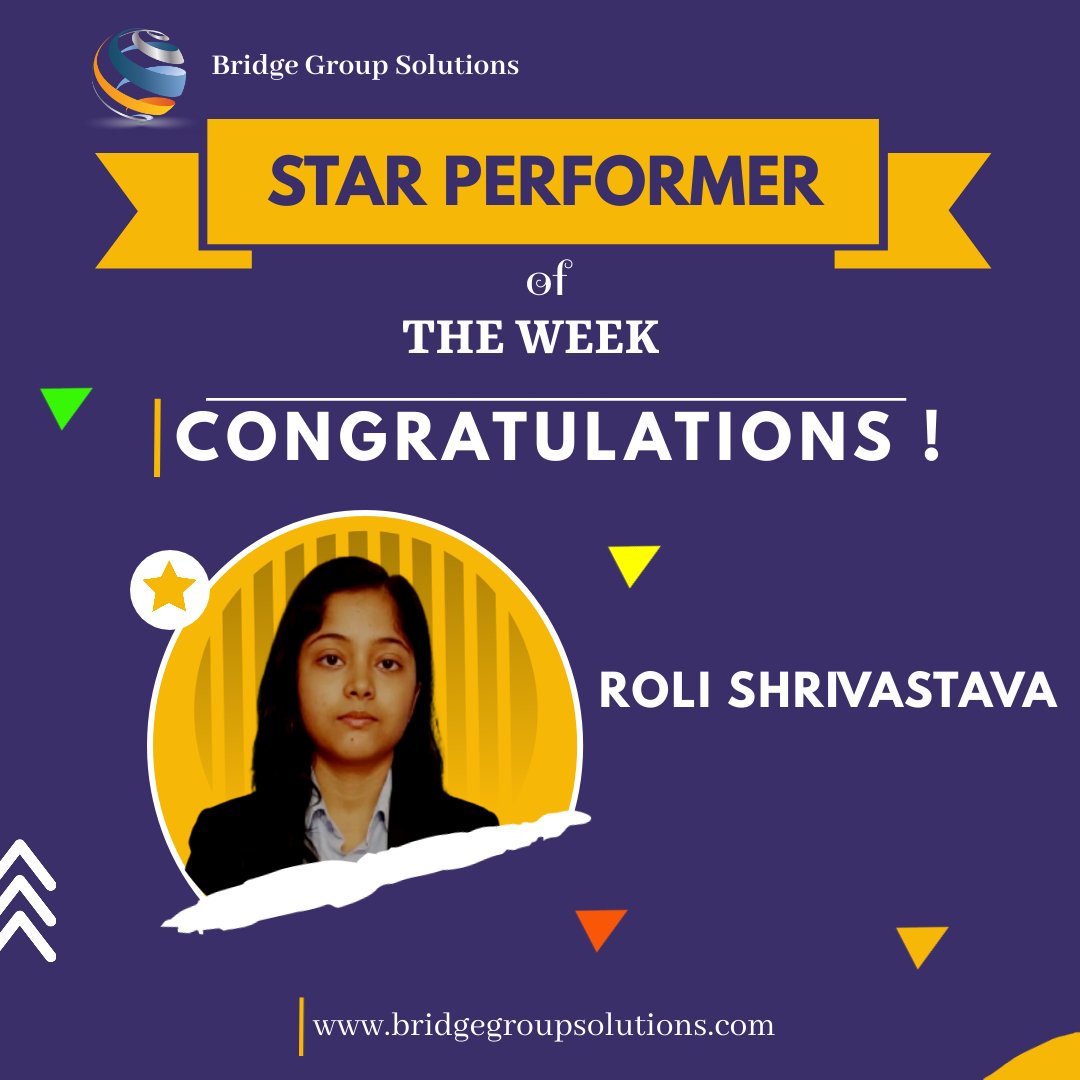 Bridge Group Solutions
STAR PERFORMER
of
THE WEEK
CONGRATULATIONS !
ROLI SHRIVASTAVA
www.bridgegroupsolutions.com